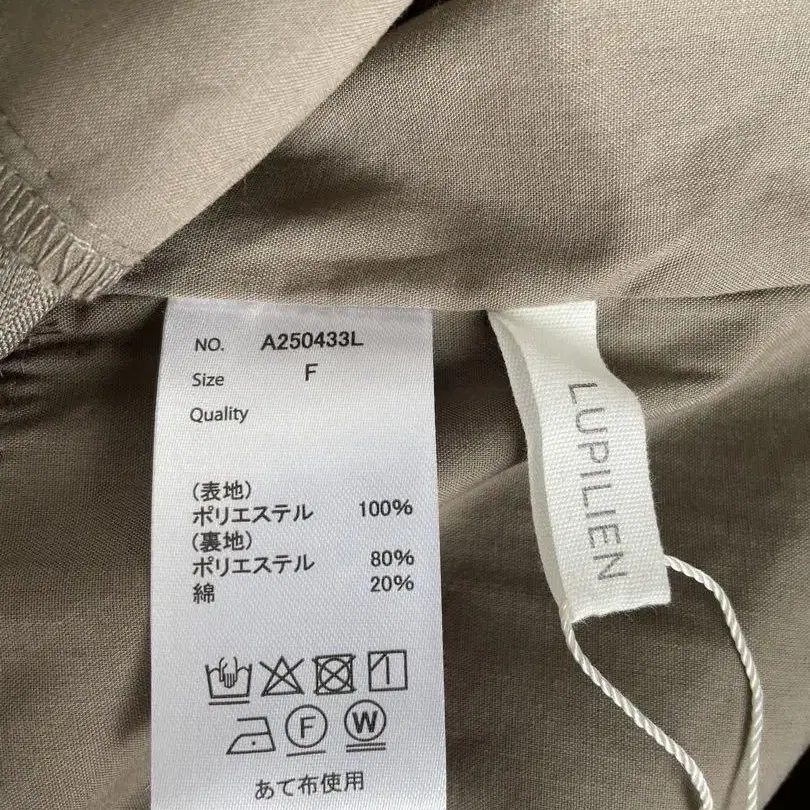 NO. A250433L
Size F
Quality
(表地)
ポリエステル 100%
(裏地)
ポリエステル 80%
綿 20%
F W
あて布使用
LUPILIEN